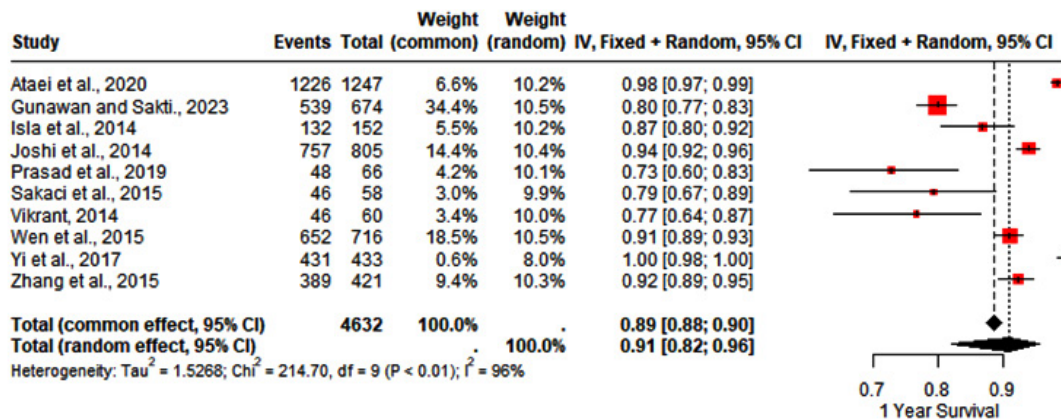 Weight Weight
Study Events Total (common) (random) IV, Fixed + Random, 95% CI IV, Fixed + Random, 95% CI
Ataei et al., 2020 1226 1247 6.6% 10.2% 0.98 [0.97; 0.99]
Gunawan and Sakti., 2023 539 674 34.4% 10.5% 0.80 [0.77; 0.83]
Isla et al., 2014 132 152 5.5% 10.2% 0.87 [0.80; 0.92]
Joshi et al., 2014 757 805 14.4% 10.4% 0.94 [0.92; 0.96]
Prasad et al., 2019 48 66 4.2% 10.1% 0.73 [0.60; 0.83]
Sakaci et al., 2015 46 58 3.0% 9.9% 0.79 [0.67; 0.89]
Vikrant, 2014 46 60 3.4% 10.0% 0.77 [0.64; 0.87]
Wen et al., 2015 652 716 18.5% 10.5% 0.91 [0.89; 0.93]
Yi et al., 2017 431 433 0.6% 8.0% 1.00 [0.98; 1.00]
Zhang et al., 2015 389 421 9.4% 10.3% 0.92 [0.89; 0.95]
Total (common effect, 95% CI) 4632 100.0% . 0.89 [0.88; 0.90]
Total (random effect, 95% CI) . 100.0% 0.91 [0.82; 0.96]
Heterogeneity: Tau² = 1.5268; Chi² = 214.70, df = 9 (P < 0.01); I² = 96%
0.7 0.8 0.9
1 Year Survival